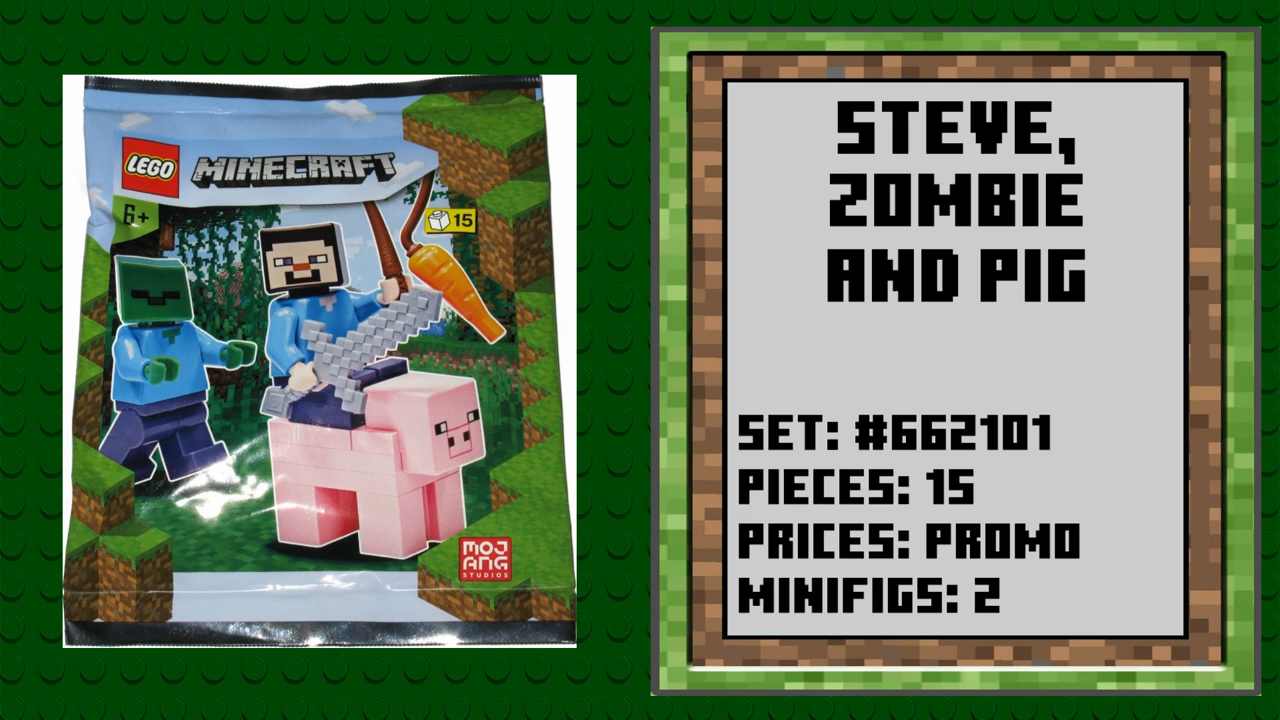 LEGO
MINECRAFT
6+
15
MOJ
ANG
STUDIOS
STEVE,
ZOMBIE
AND PIG
SET: #662101
PIECES: 15
PRICES: PROMO
MINIFIGS: 2